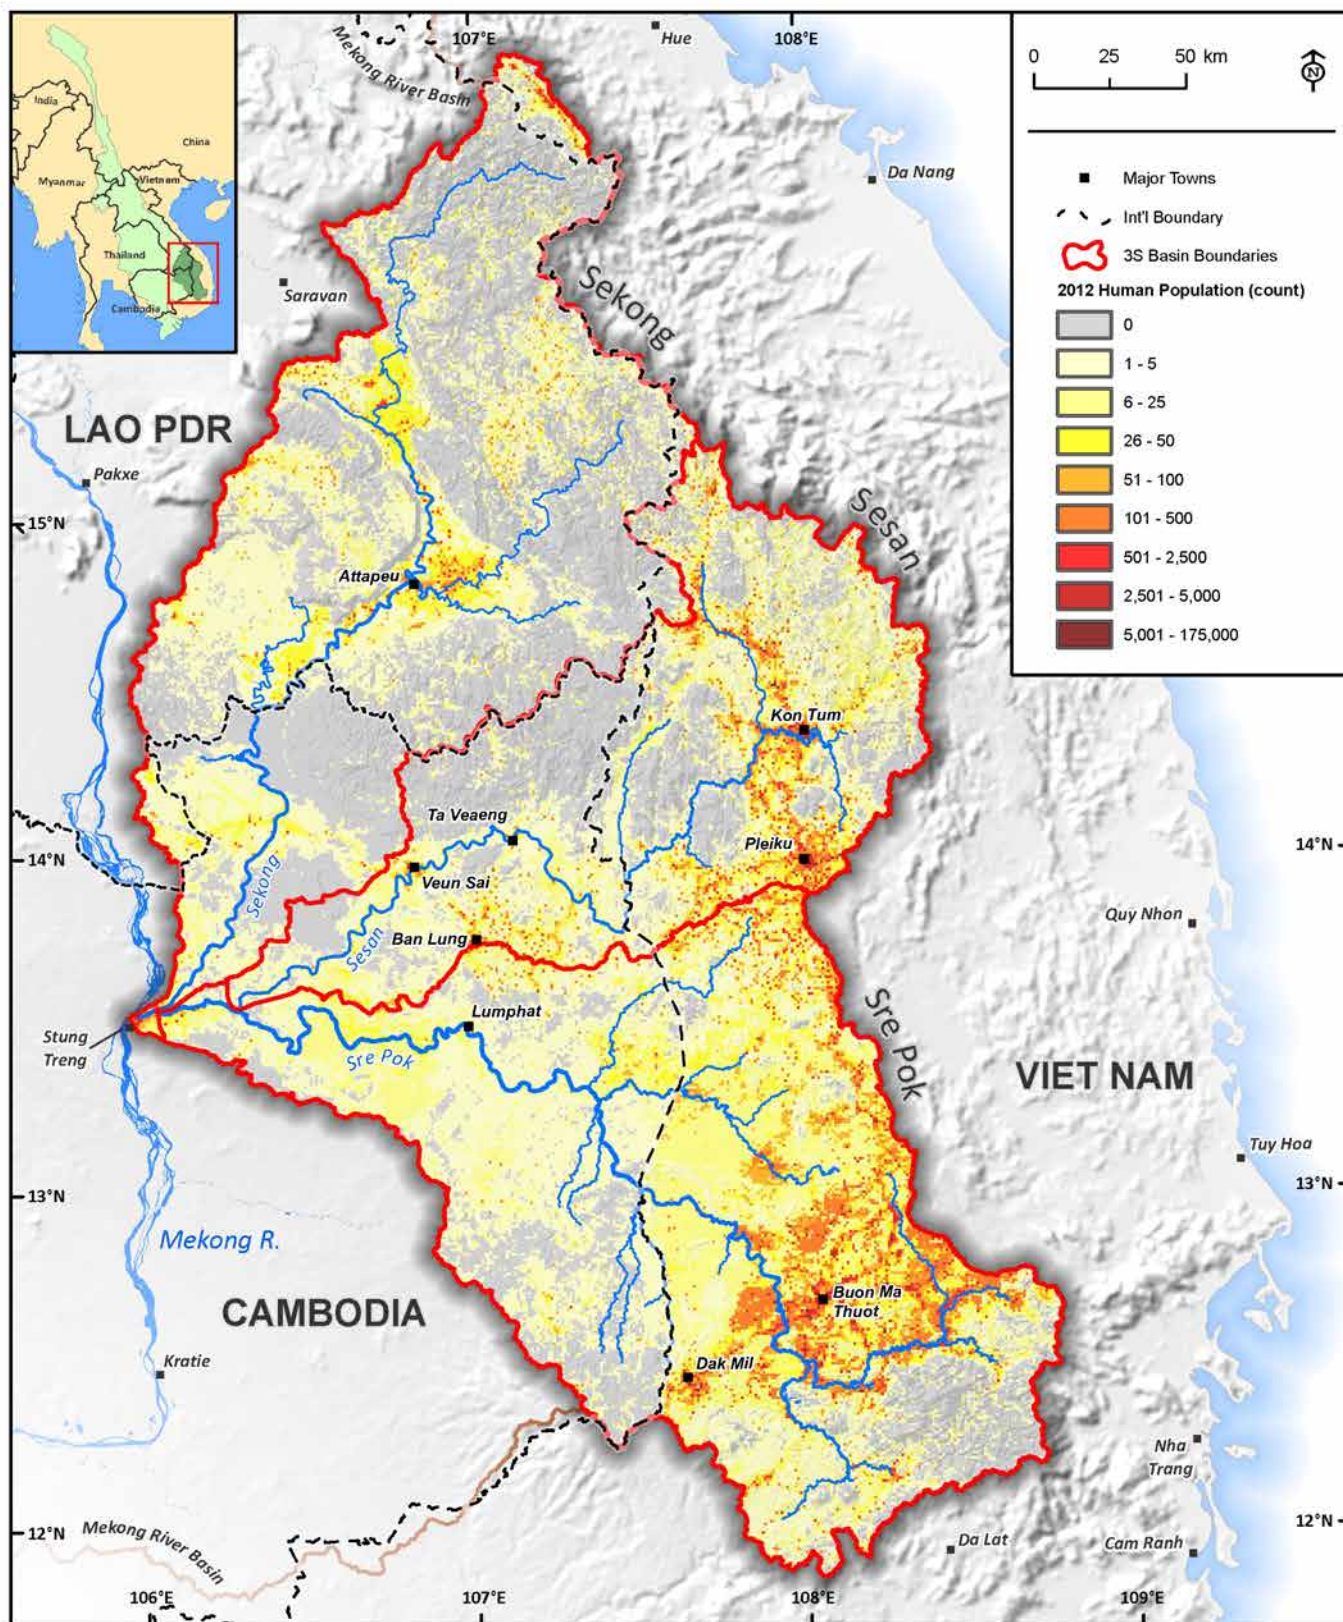 107°E
108°E
Hue
Mekong River Basin
0 25 50 km
N
Major Towns
Int'l Boundary
3S Basin Boundaries
2012 Human Population (count)
0
1 - 5
6 - 25
26 - 50
51 - 100
101 - 500
501 - 2,500
2,501 - 5,000
5,001 - 175,000
India
China
Myanmar
Vietnam
Thailand
Cambodia
Da Nang
Saravan
Sekong
LAO PDR
Pakxe
15°N
Sesan
Attapeu
Kon Tum
Ta Veaeng
Pleiku
14°N
14°N
Veun Sai
Sekong
Quy Nhon
Ban Lung
Sesan
Lumphat
Sre Pok
Stung
Treng
Sre Pok
VIET NAM
Tuy Hoa
13°N
13°N
Mekong R.
CAMBODIA
Buon Ma
Thuot
Dak Mil
Kratie
Nha
Trang
12°N
12°N
Mekong River Basin
Da Lat
Cam Ranh
106°E
107°E
108°E
109°E